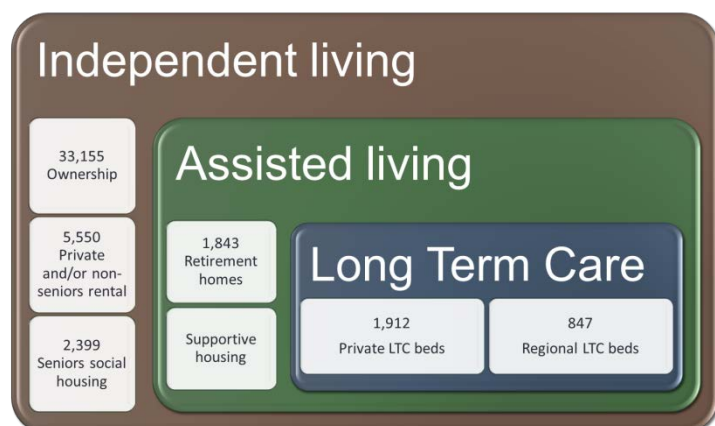 Independent living
33,155
Ownership
5,550
Private
and/or non-
seniors rental
2,399
Seniors social
housing
Assisted living
1,843
Retirement
homes
Supportive
housing
Long Term Care
1,912
Private LTC beds
847
Regional LTC beds